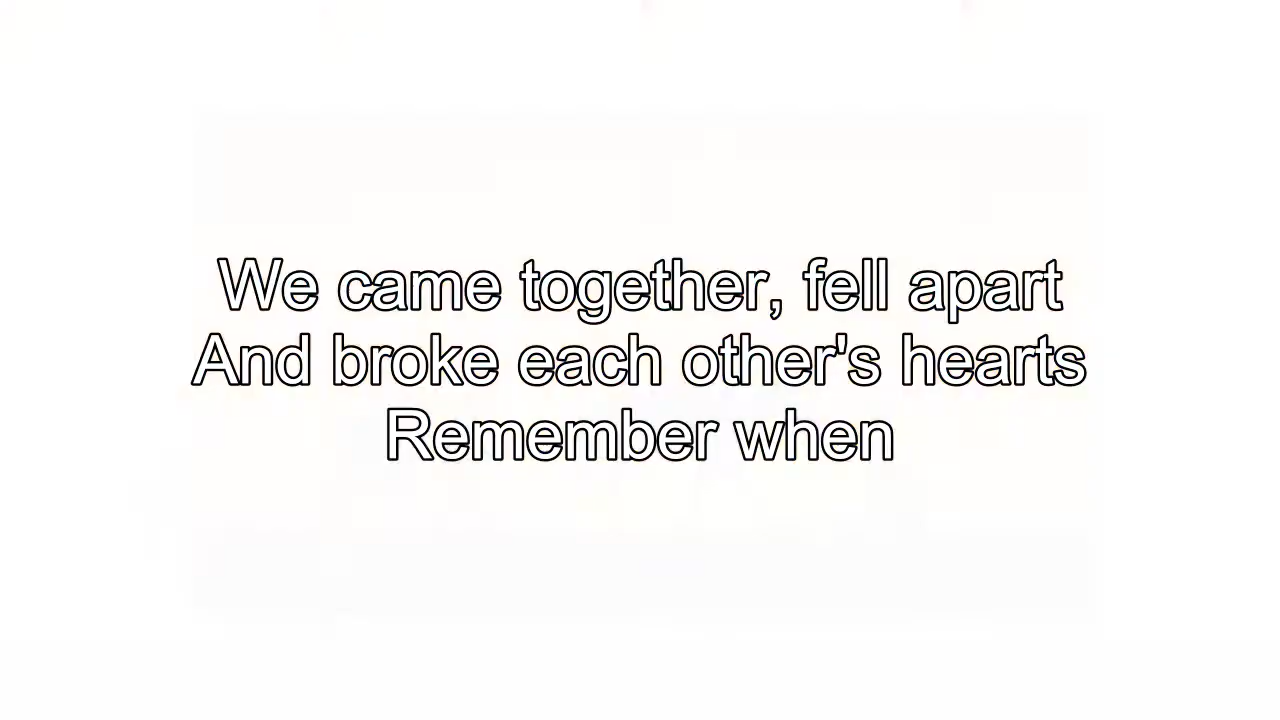 We came together, fell apart
And broke each other's hearts
Remember when